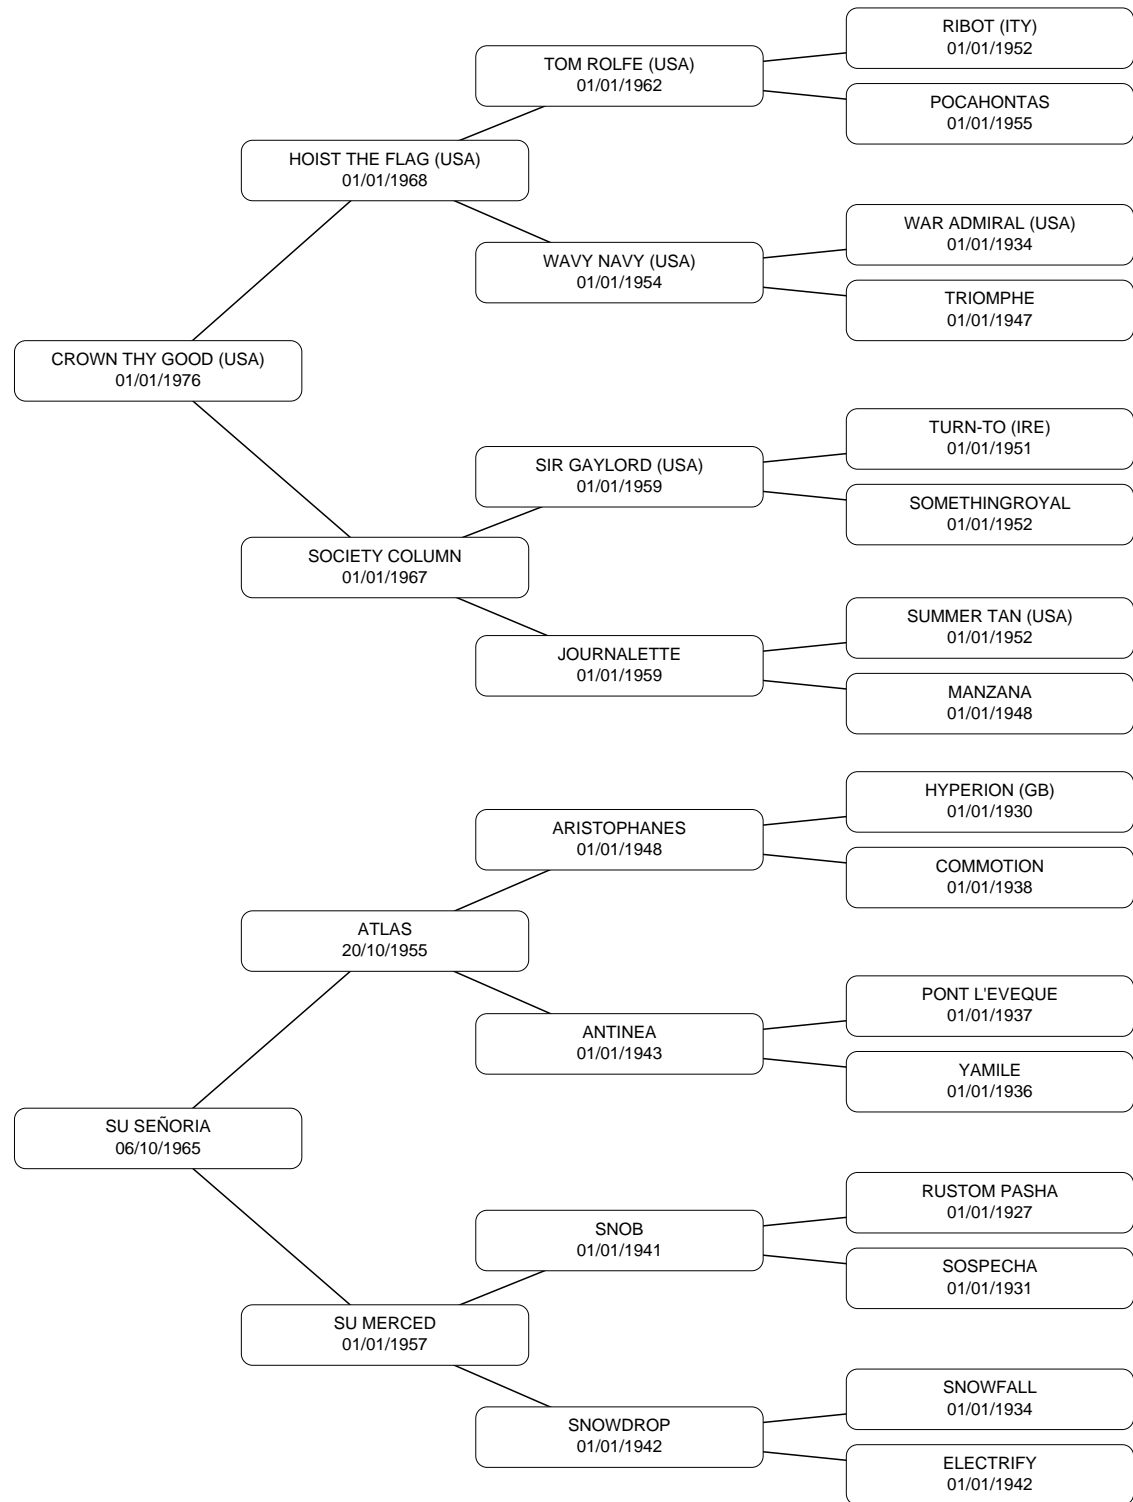 RIBOT (ITY)
01/01/1952
TOM ROLFE (USA)
01/01/1962
POCAHONTAS
01/01/1955
HOIST THE FLAG (USA)
01/01/1968
WAR ADMIRAL (USA)
01/01/1934
WAVY NAVY (USA)
01/01/1954
TRIOMPHE
01/01/1947
CROWN THY GOOD (USA)
01/01/1976
TURN-TO (IRE)
01/01/1951
SIR GAYLORD (USA)
01/01/1959
SOMETHINGROYAL
01/01/1952
SOCIETY COLUMN
01/01/1967
SUMMER TAN (USA)
01/01/1952
JOURNALETTE
01/01/1959
MANZANA
01/01/1948
HYPERION (GB)
01/01/1930
ARISTOPHANES
01/01/1948
COMMOTION
01/01/1938
ATLAS
20/10/1955
PONT L'EVEQUE
01/01/1937
ANTINEA
01/01/1943
YAMILE
01/01/1936
SU SEÑORIA
06/10/1965
RUSTOM PASHA
01/01/1927
SNOB
01/01/1941
SOSPECHA
01/01/1931
SU MERCED
01/01/1957
SNOWFALL
01/01/1934
SNOWDROP
01/01/1942
ELECTRIFY
01/01/1942